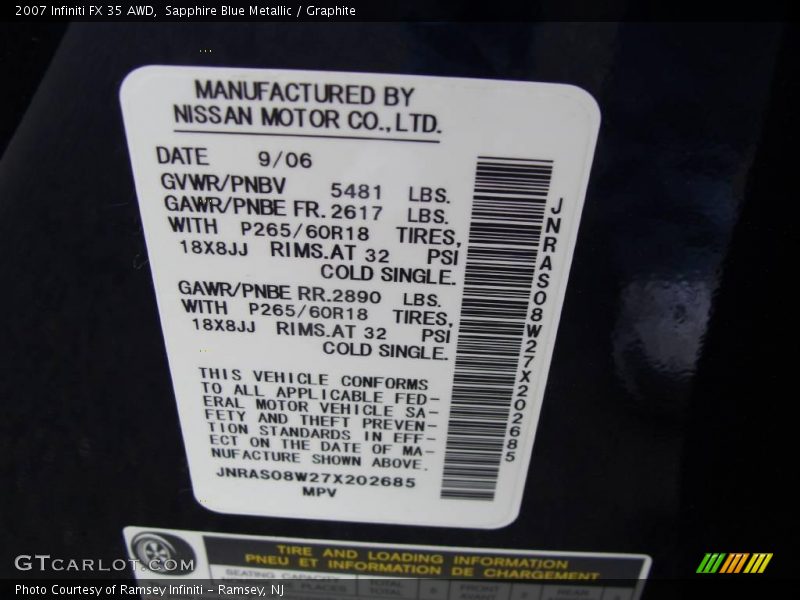 2007 Infiniti FX 35 AWD, Sapphire Blue Metallic / Graphite
MANUFACTURED BY
NISSAN MOTOR CO.,LTD.
DATE 9/06
GVWR/PNBV 5481 LBS.
GAWR/PNBE FR. 2617 LBS.
WITH P265/60R18 TIRES,
18X8JJ RIMS.AT 32 PSI
COLD SINGLE.
GAWR/PNBE RR.2890 LBS.
WITH P265/60R18 TIRES,
18X8JJ RIMS.AT 32 PSI
COLD SINGLE.
THIS VEHICLE CONFORMS
TO ALL APPLICABLE FED-
ERAL MOTOR VEHICLE SA-
FETY AND THEFT PREVEN-
TION STANDARDS IN EFF-
ECT ON THE DATE OF MA-
NUFACTURE SHOWN ABOVE.
JNRAS08W27X202685
MPV
JNRAS08W27X202685
TIRE AND LOADING INFORMATION
PNEU ET INFORMATION DE CHARGEMENT
SEATING CAPACITY TOTAL FRONT REAR
GTCARLOT.COM
Photo Courtesy of Ramsey Infiniti - Ramsey, NJ